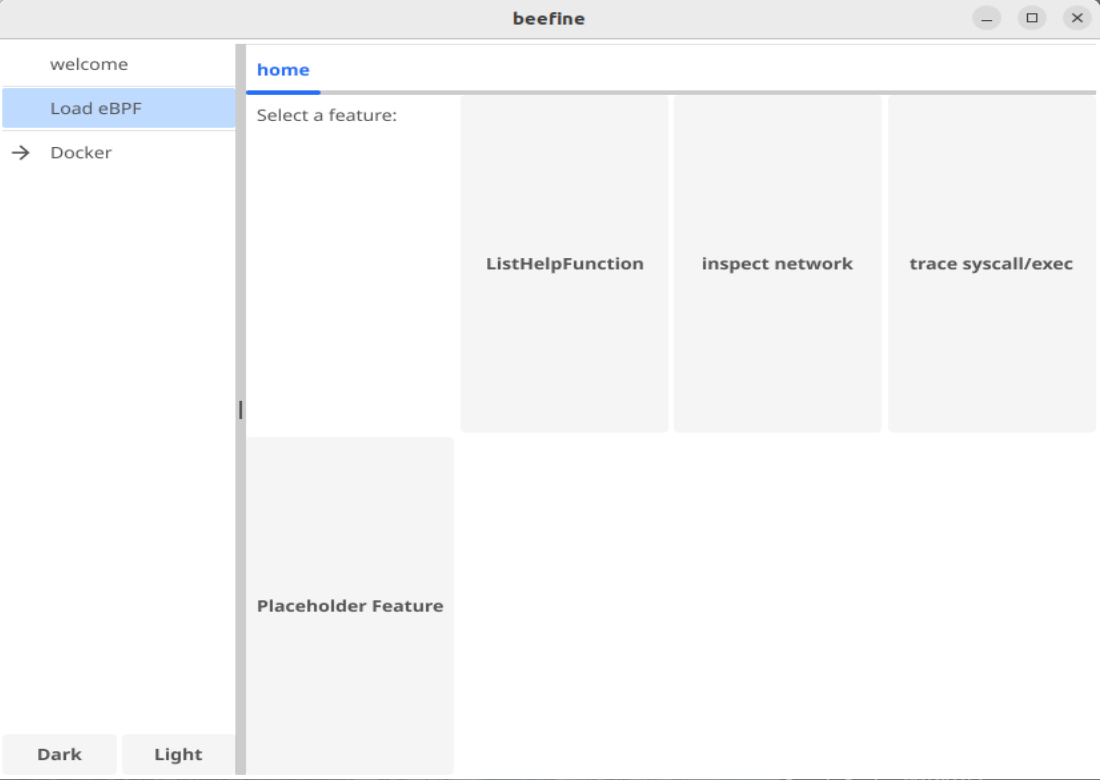 beefine
welcome
Load eBPF
Docker
home
Select a feature:
ListHelpFunction
inspect network
trace syscall/exec
Placeholder Feature
Dark
Light